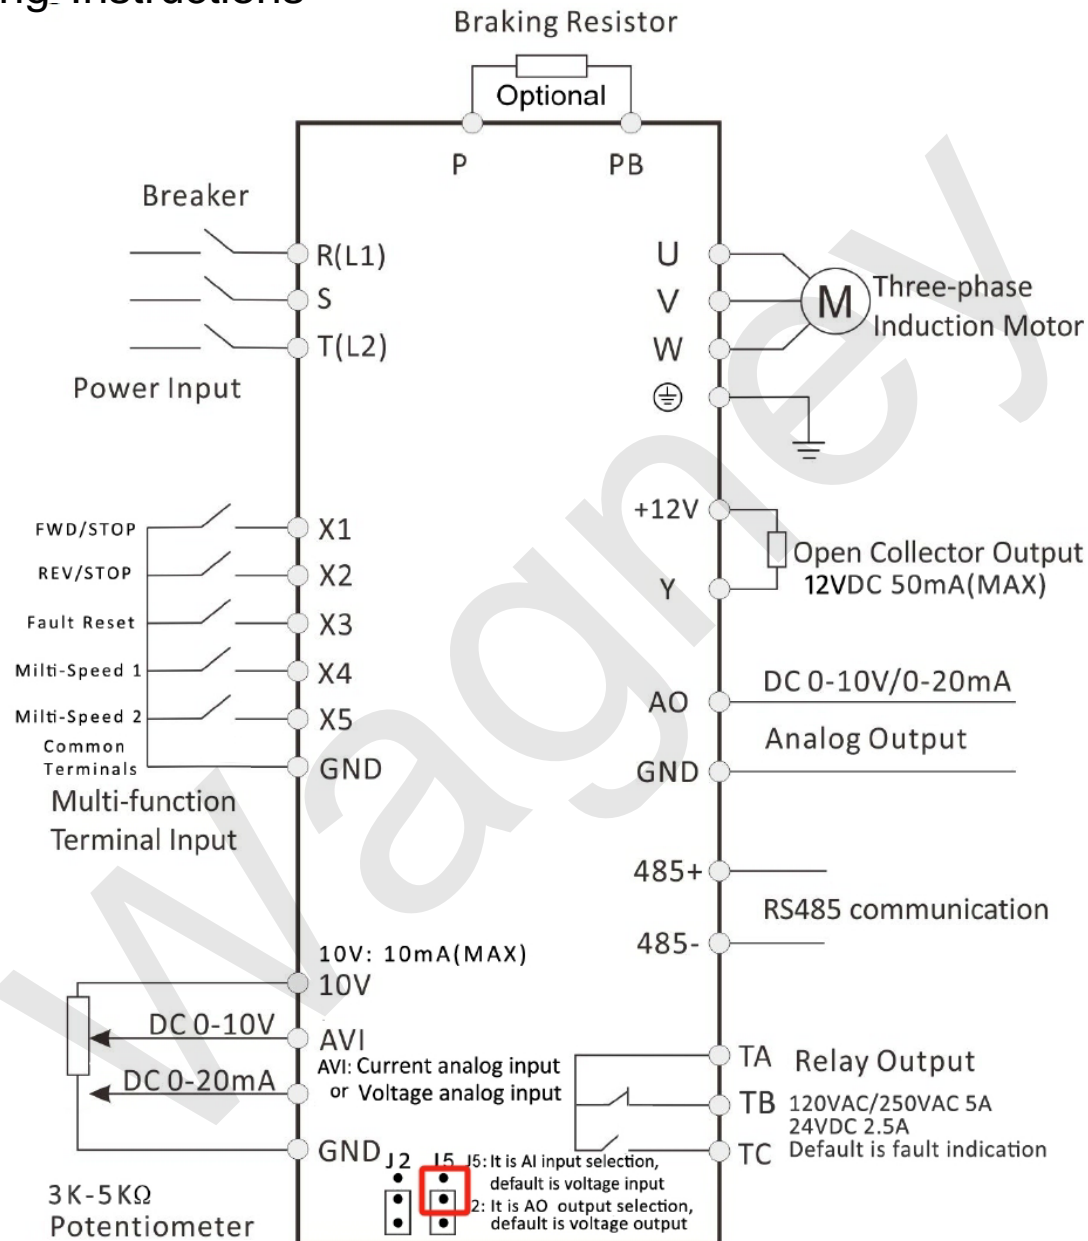 Instructions
Braking Resistor
Optional
P
PB
Breaker
R(L1)
S
T(L2)
Power Input
U
V
W
M
Three-phase
Induction Motor
FWD/STOP
X1
REV/STOP
X2
Fault Reset
X3
Milti-Speed 1
X4
Milti-Speed 2
X5
Common
Terminals
GND
Multi-function
Terminal Input
+12V
Y
Open Collector Output
12VDC 50mA(MAX)
AO
DC 0-10V/0-20mA
Analog Output
GND
485+
RS485 communication
485-
10V: 10mA(MAX)
10V
DC 0-10V
AVI
AVI: Current analog input
or Voltage analog input
DC 0-20mA
GND
3K-5KΩ
Potentiometer
TA
Relay Output
TB
120VAC/250VAC 5A
24VDC 2.5A
TC
Default is fault indication
J2
J5
J5: It is AI input selection,
default is voltage input
2: It is AO output selection,
default is voltage output
Wagney